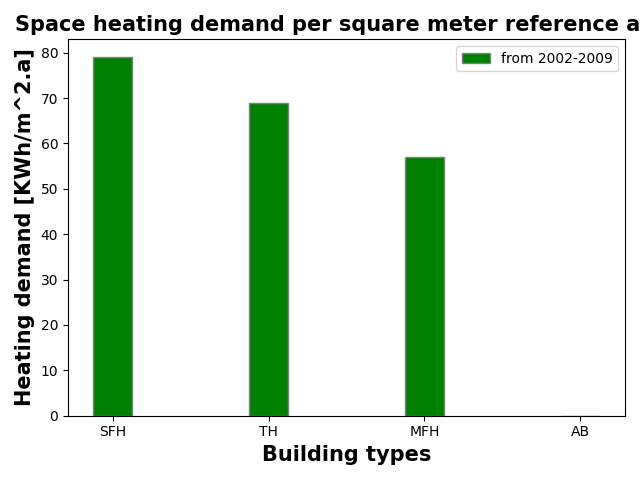 Space heating demand per square meter reference a
from 2002-2009
Heating demand [KWh/m^2.a]
80
70
60
50
40
30
20
10
0
SFH TH MFH AB
Building types